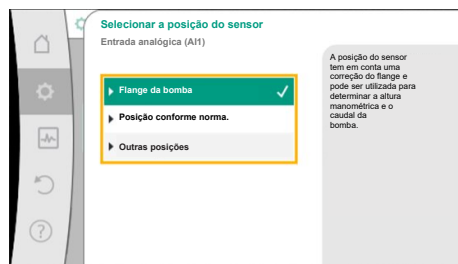 Selecionar a posição do sensor
Entrada analógica (AI1)
Flange da bomba
Posição conforme norma.
Outras posições
A posição do sensor
tem em conta uma
correção do flange e
pode ser utilizada para
determinar a altura
manométrica e o
caudal da
bomba.
?